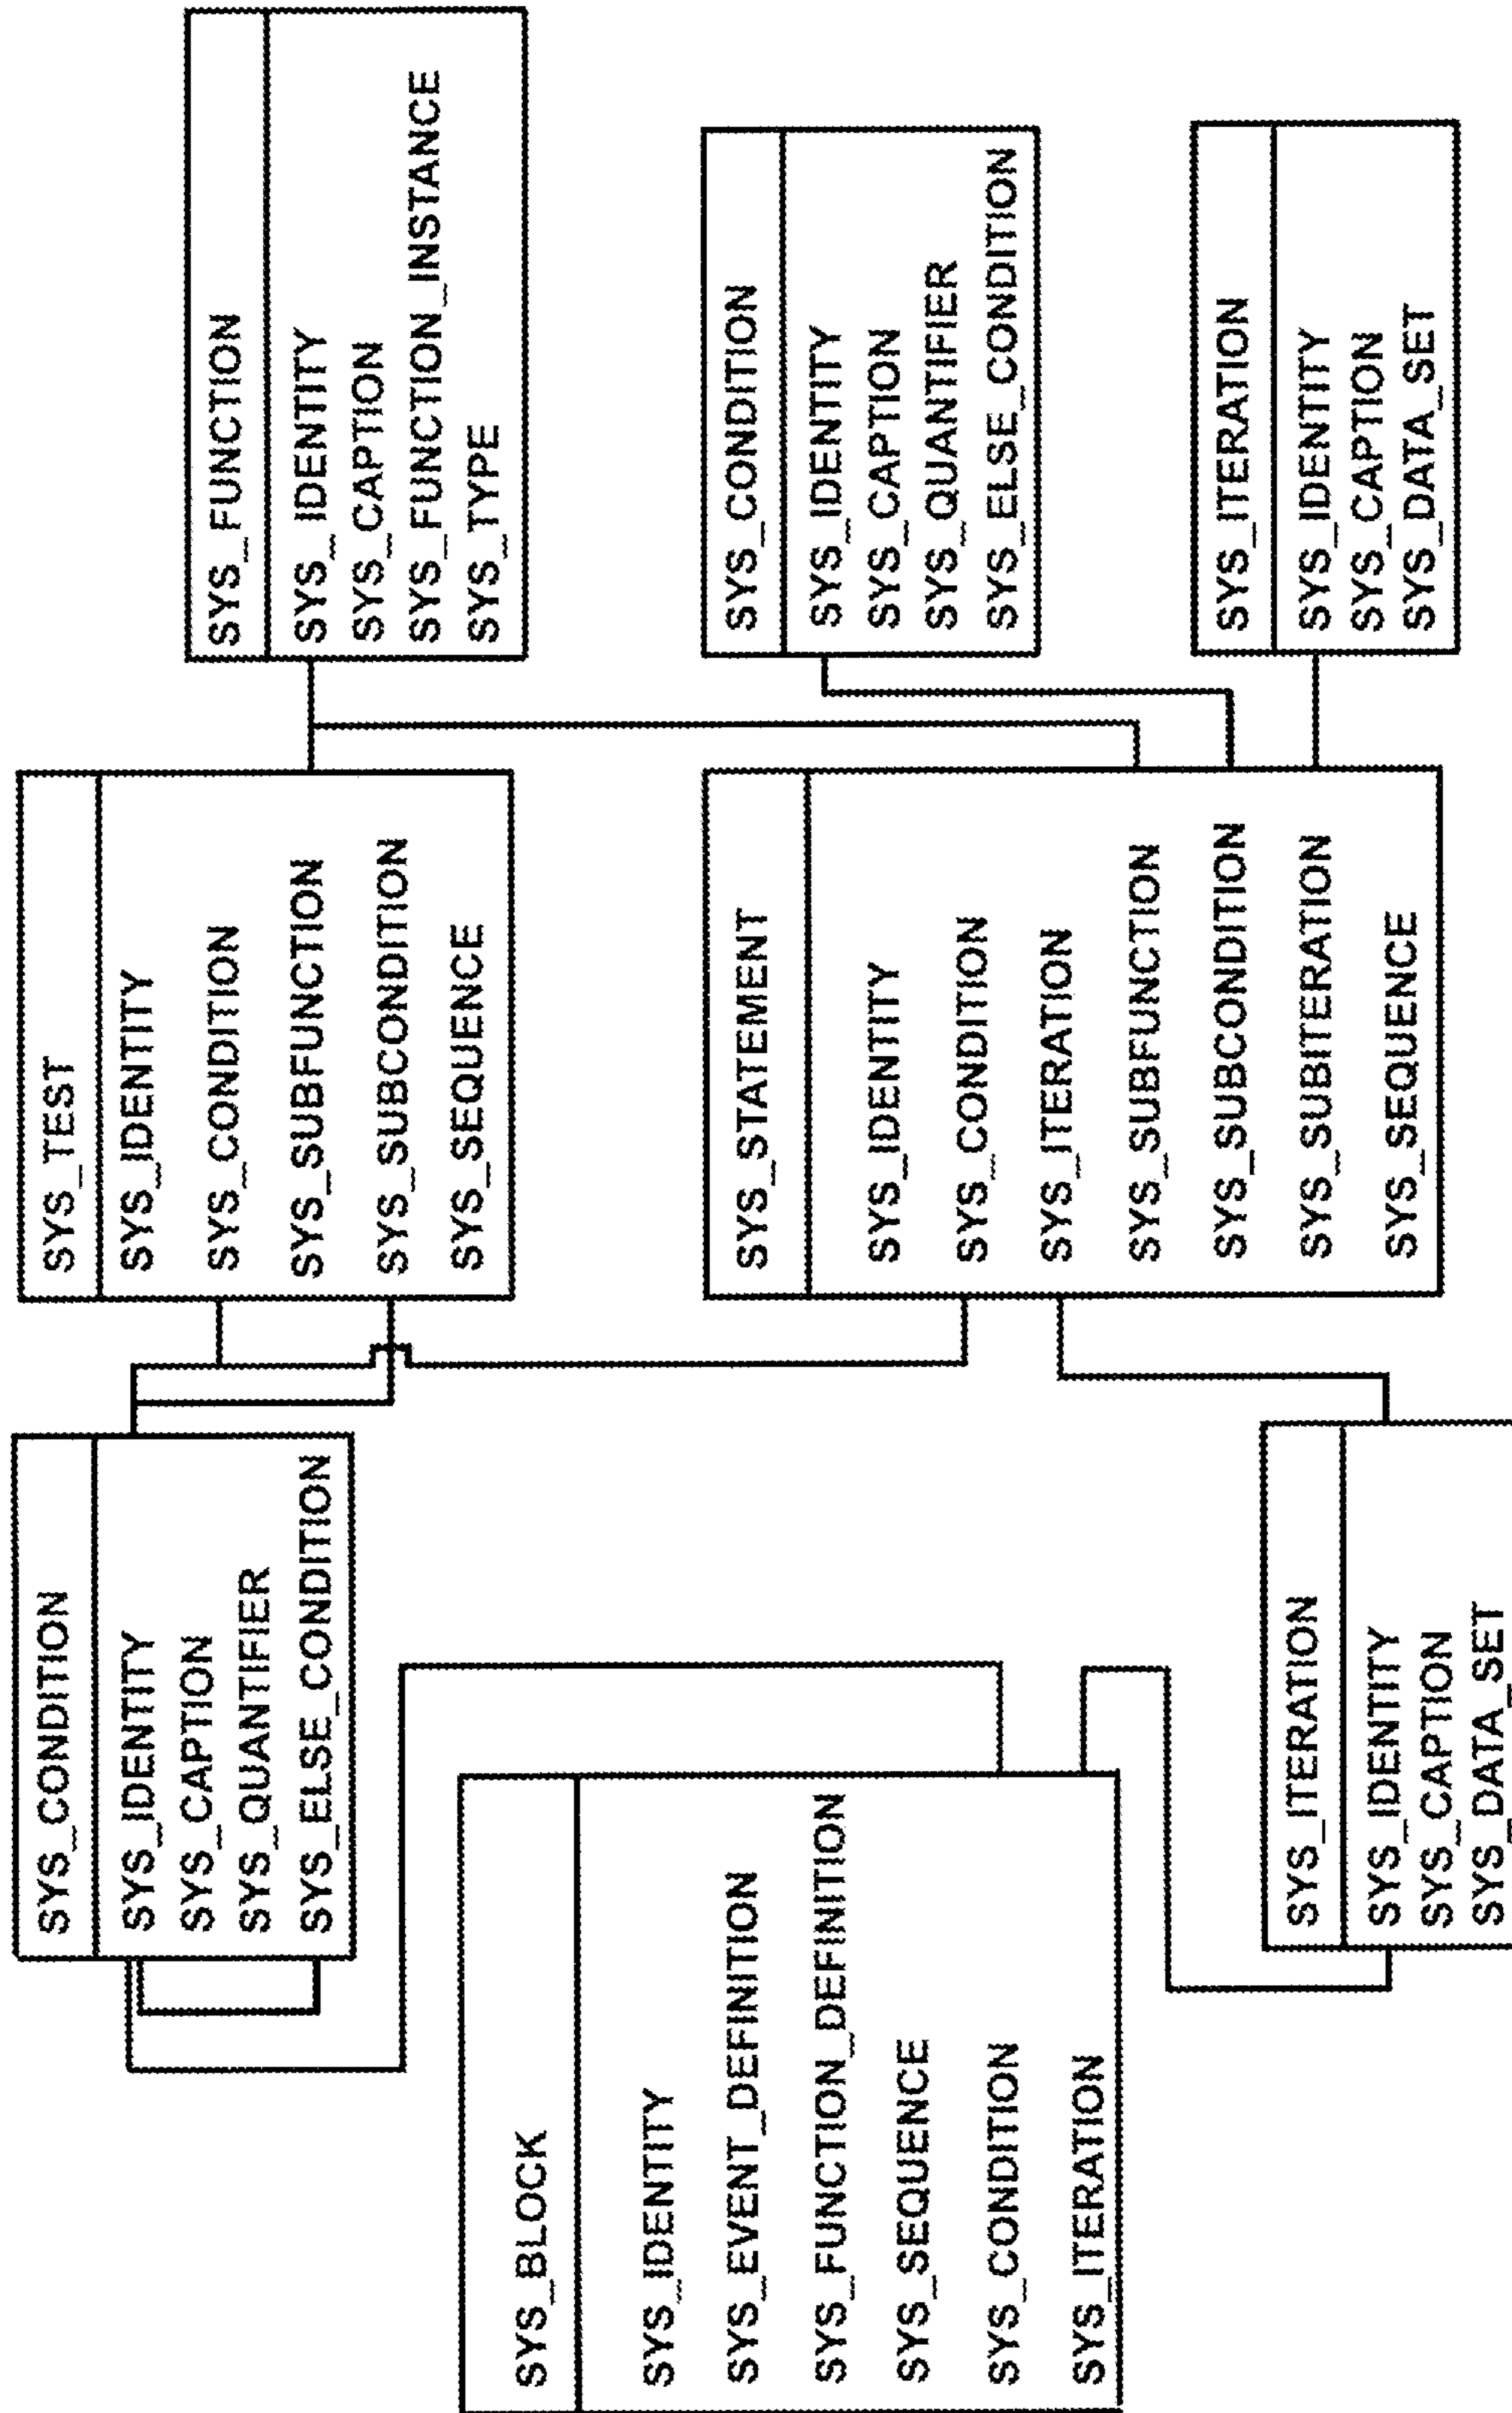 SYS_BLOCK
SYS_IDENTITY
SYS_EVENT_DEFINITION
SYS_FUNCTION_DEFINITION
SYS_SEQUENCE
SYS_CONDITION
SYS_ITERATION
SYS_CONDITION
SYS_IDENTITY
SYS_CAPTION
SYS_QUANTIFIER
SYS_ELSE_CONDITION
SYS_ITERATION
SYS_IDENTITY
SYS_CAPTION
SYS_DATA_SET
SYS_TEST
SYS_IDENTITY
SYS_CONDITION
SYS_SUBFUNCTION
SYS_SUBCONDITION
SYS_SEQUENCE
SYS_STATEMENT
SYS_IDENTITY
SYS_CONDITION
SYS_ITERATION
SYS_SUBFUNCTION
SYS_SUBCONDITION
SYS_SUBITERATION
SYS_SEQUENCE
SYS_FUNCTION
SYS_IDENTITY
SYS_CAPTION
SYS_FUNCTION_INSTANCE
SYS_TYPE
SYS_CONDITION
SYS_IDENTITY
SYS_CAPTION
SYS_QUANTIFIER
SYS_ELSE_CONDITION
SYS_ITERATION
SYS_IDENTITY
SYS_CAPTION
SYS_DATA_SET